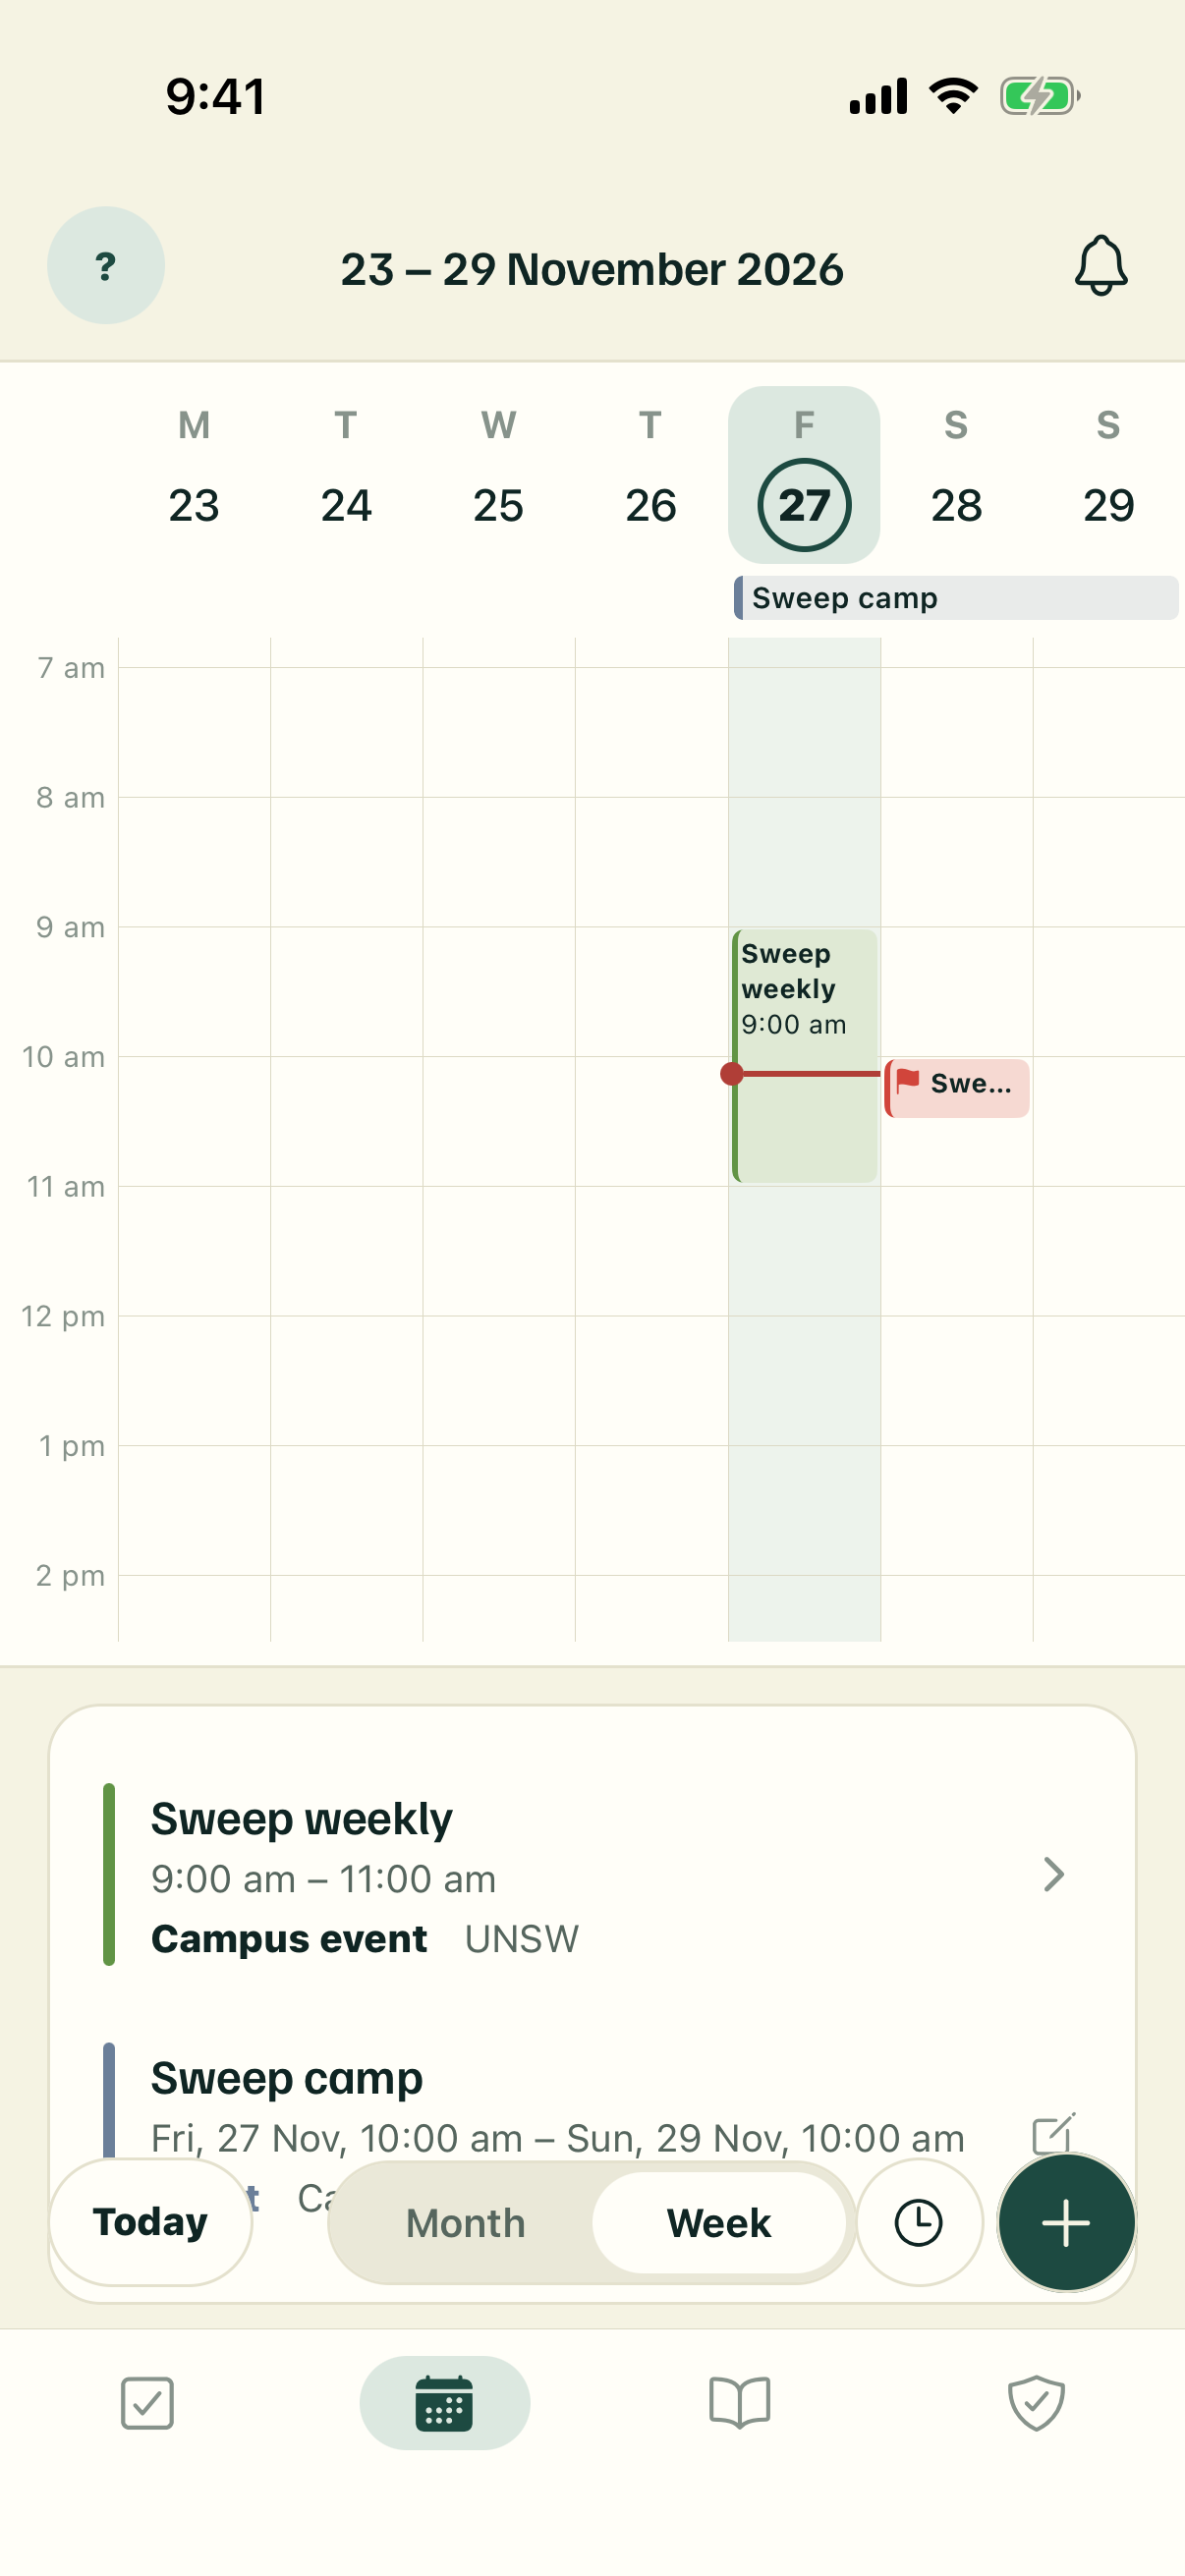 9:41
?
23 – 29 November 2026
M T W T F S S
23 24 25 26 27 28 29
Sweep camp
7 am
8 am
9 am
Sweep
weekly
9:00 am
10 am
Swe...
11 am
12 pm
1 pm
2 pm
Sweep weekly
9:00 am – 11:00 am
Campus event UNSW
Sweep camp
Fri, 27 Nov, 10:00 am – Sun, 29 Nov, 10:00 am
Today Month Week